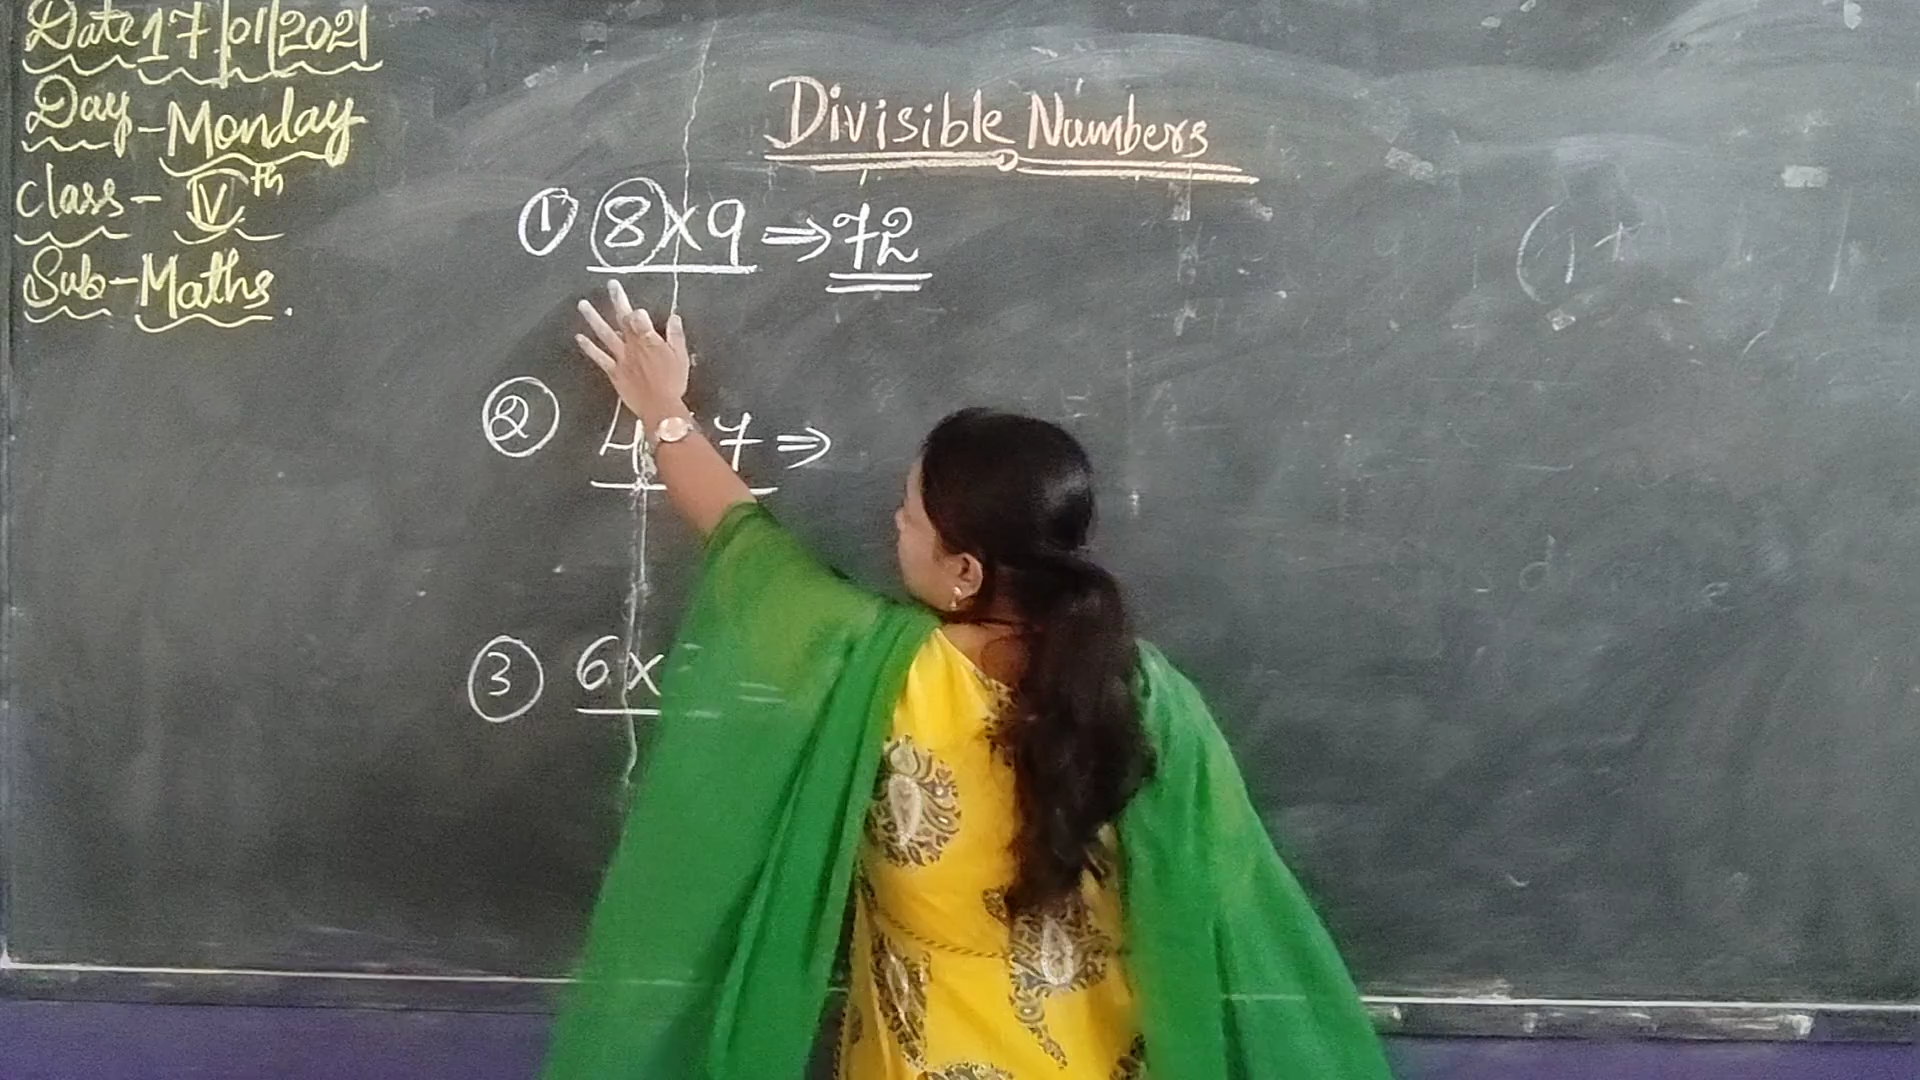 Date 17/01/2021
Day - Monday
Class - Vth
Sub - Maths.
Divisible Numbers
① 8×9 ⇒ 72
② 4 7 ⇒
③ 6×